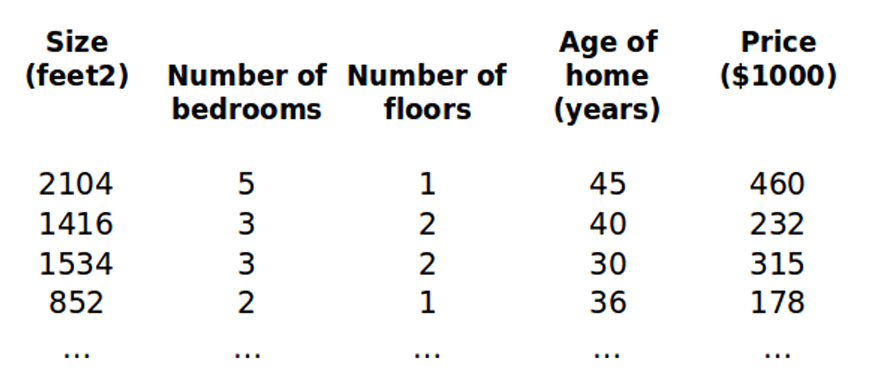 Size Age of Price
(feet2) Number of Number of home ($1000)
bedrooms floors (years)
2104 5 1 45 460
1416 3 2 40 232
1534 3 2 30 315
852 2 1 36 178
... ... ... ... ...